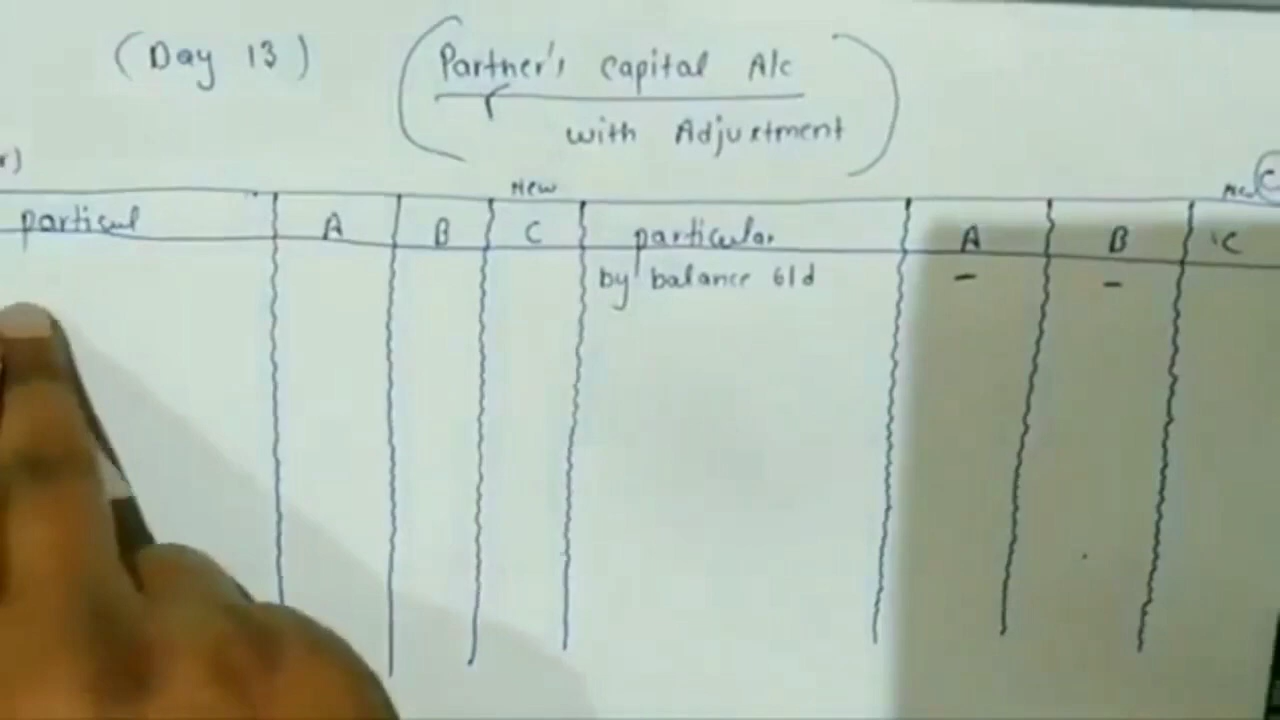 (Day 13)
Partner's capital A/c
with Adjustment
r)
New
particul A B C particular A B C
by balance b/d - -